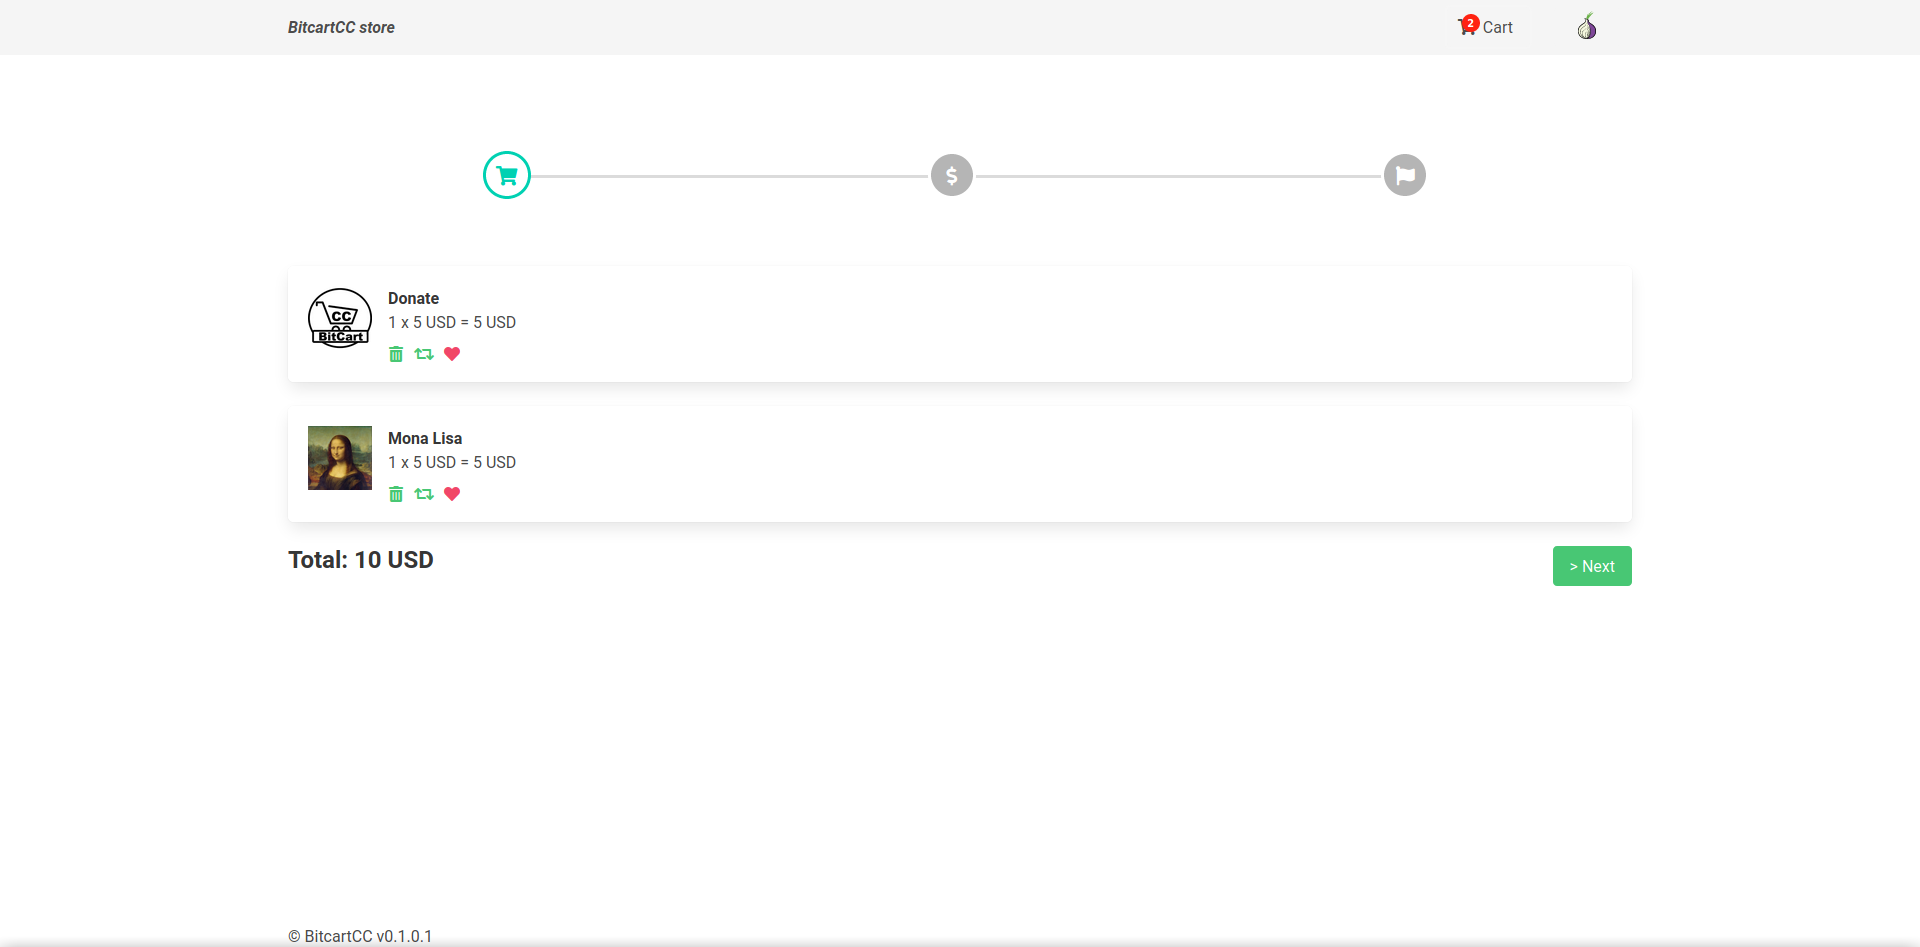 BitcartCC store
2 Cart
$
CC
BitCart
Donate
1 x 5 USD = 5 USD
Mona Lisa
1 x 5 USD = 5 USD
Total: 10 USD
> Next
© BitcartCC v0.1.0.1